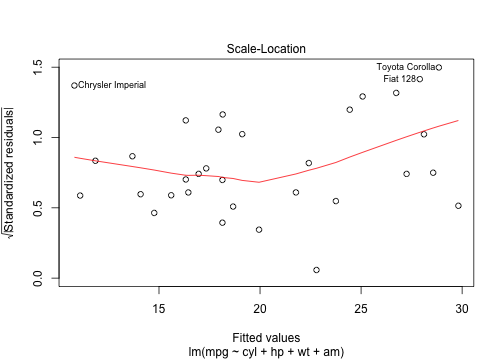 Scale-Location
√|Standardized residuals|
1.5
1.0
0.5
0.0
Toyota Corolla
Fiat 128
Chrysler Imperial
15
20
25
30
Fitted values
lm(mpg ~ cyl + hp + wt + am)